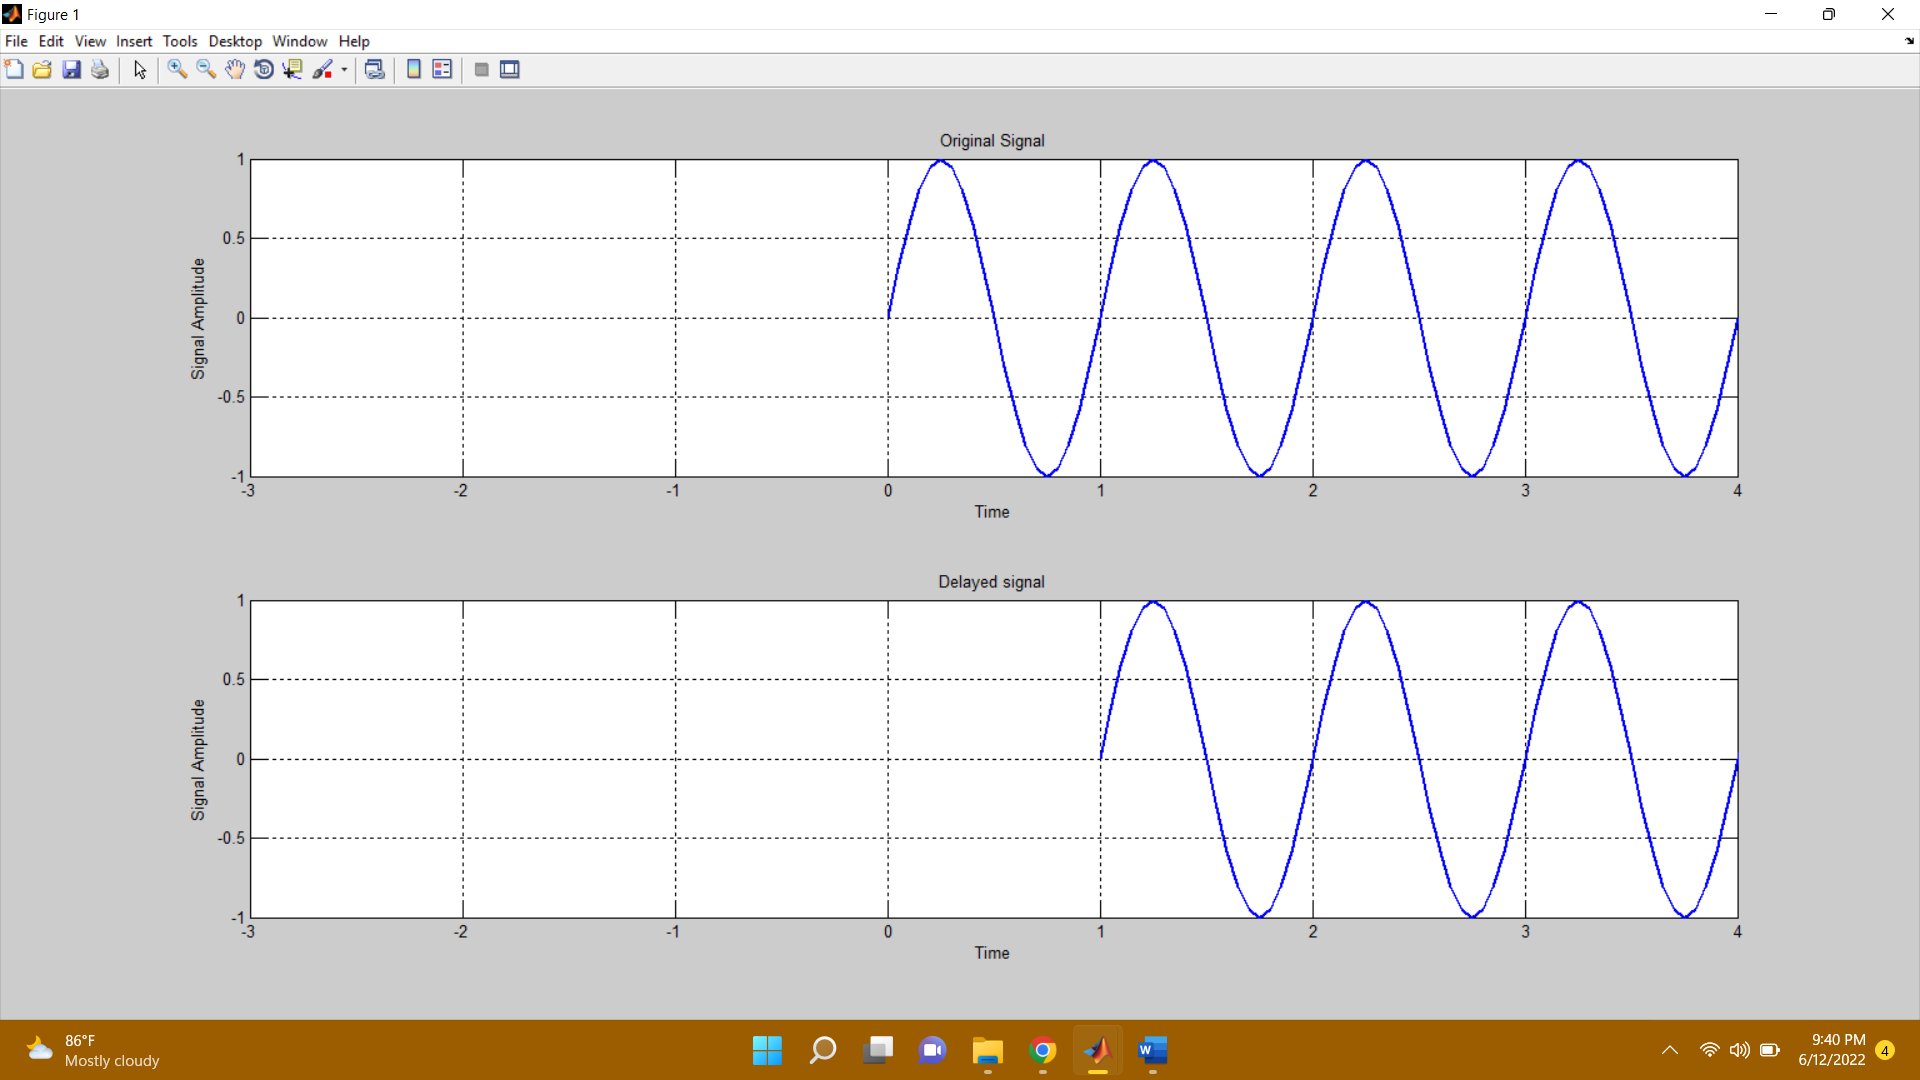 Figure 1
File Edit View Insert Tools Desktop Window Help
Original Signal
1
0.5
0
-0.5
-1
Signal Amplitude
-3 -2 -1 0 1 2 3 4
Time
Delayed signal
1
0.5
0
-0.5
-1
Signal Amplitude
-3 -2 -1 0 1 2 3 4
Time
86°F
Mostly cloudy
W
9:40 PM
6/12/2022
4